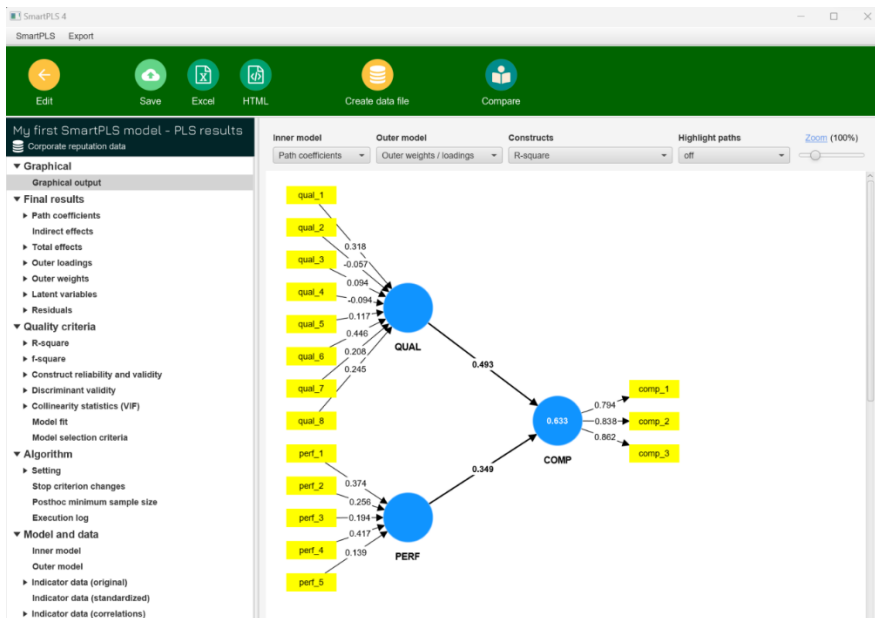 SmartPLS 4
SmartPLS Export
Edit Save Excel HTML Create data file Compare
My first SmartPLS model - PLS results
Corporate reputation data
Graphical
Graphical output
Final results
Path coefficients
Indirect effects
Total effects
Outer loadings
Outer weights
Latent variables
Residuals
Quality criteria
R-square
f-square
Construct reliability and validity
Discriminant validity
Collinearity statistics (VIF)
Model fit
Model selection criteria
Algorithm
Setting
Stop criterion changes
Posthoc minimum sample size
Execution log
Model and data
Inner model
Outer model
Indicator data (original)
Indicator data (standardized)
Indicator data (correlations)
Inner model Outer model Constructs Highlight paths Zoom (100%)
Path coefficients Outer weights / loadings R-square off
qual_1
qual_2
0.318
qual_3
-0.057
0.094
qual_4
-0.094
0.117
qual_5
0.446
qual_6
0.208
0.245
qual_7
qual_8
QUAL
0.493
perf_1
0.374
perf_2
0.256
perf_3
0.194
0.417
perf_4
0.139
perf_5
PERF
0.349
0.633
COMP
0.794
comp_1
0.838
comp_2
0.862
comp_3